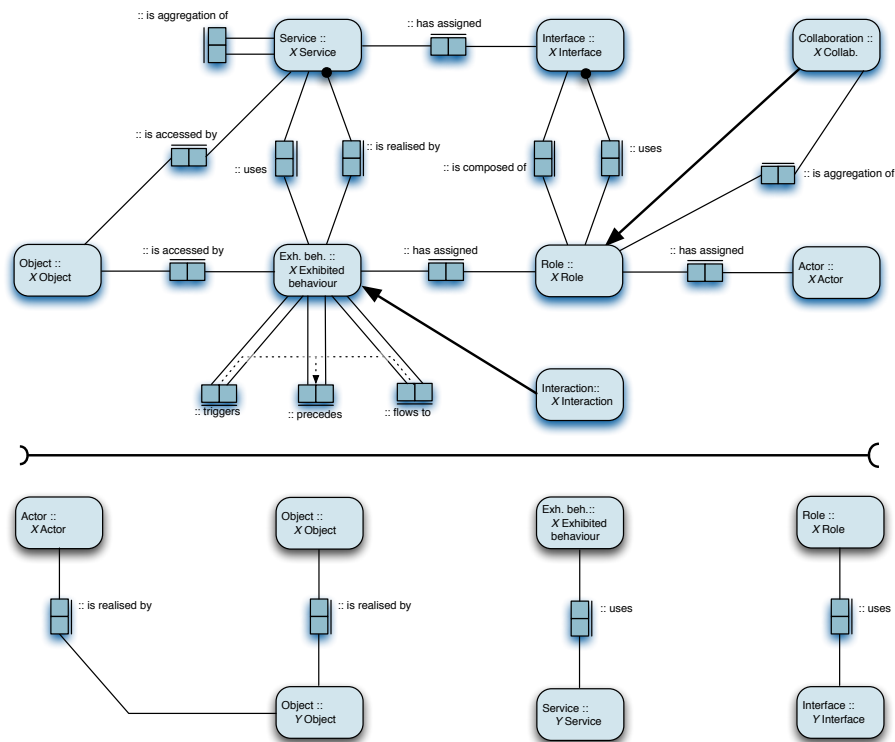 :: is aggregation of
Service ::
X Service
:: has assigned
Interface ::
X Interface
Collaboration ::
X Collab.
:: is accessed by
:: uses
:: is realised by
:: is composed of
:: uses
:: is aggregation of
Object ::
X Object
:: is accessed by
Exh. beh. ::
X Exhibited
behaviour
:: has assigned
Role ::
X Role
:: has assigned
Actor ::
X Actor
:: triggers
:: precedes
:: flows to
Interaction::
X Interaction
Actor ::
X Actor
Object ::
X Object
Exh. beh.::
X Exhibited
behaviour
Role ::
X Role
:: is realised by
:: is realised by
:: uses
:: uses
Object ::
Y Object
Service ::
Y Service
Interface ::
Y Interface